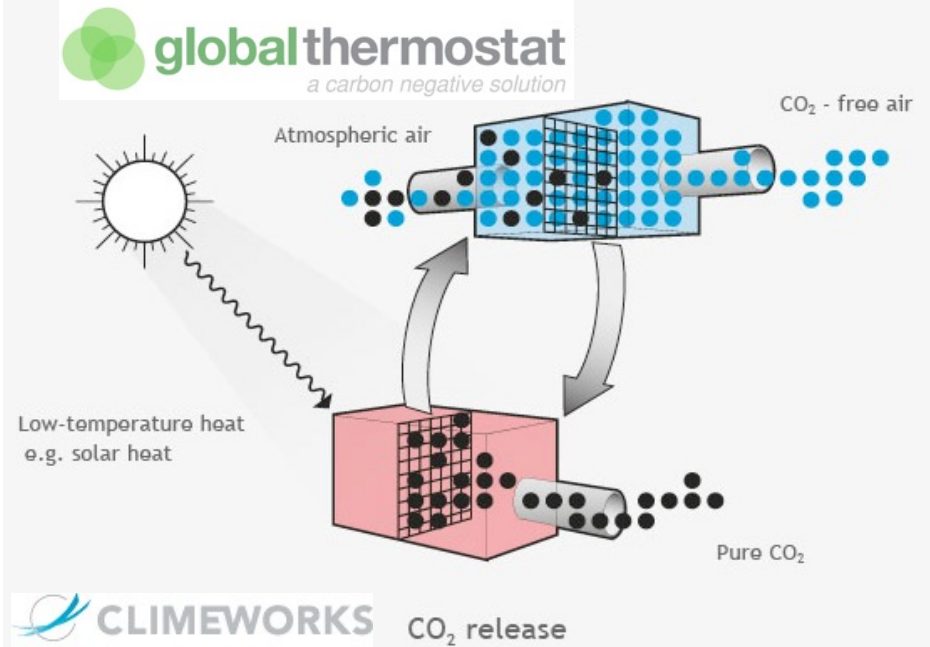 globalthermostat
a carbon negative solution
CO₂ - free air
Atmospheric air
Low-temperature heat
e.g. solar heat
Pure CO₂
CLIMEWORKS
CO₂ release